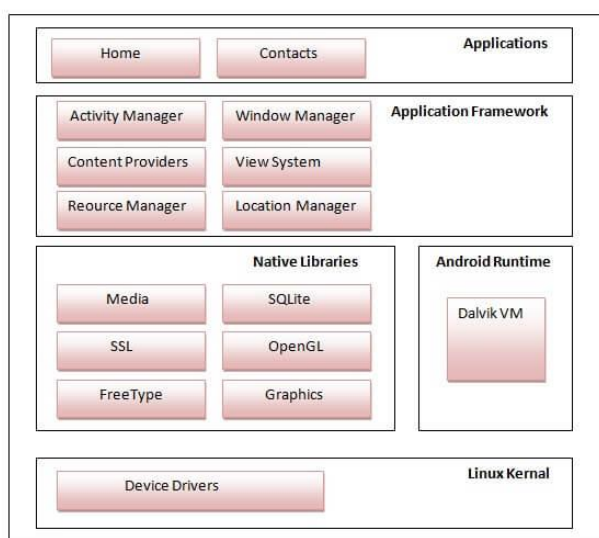 Applications
Home
Contacts
Application Framework
Activity Manager
Window Manager
Content Providers
View System
Reource Manager
Location Manager
Native Libraries
Media
SQLite
SSL
OpenGL
FreeType
Graphics
Android Runtime
Dalvik VM
Linux Kernal
Device Drivers